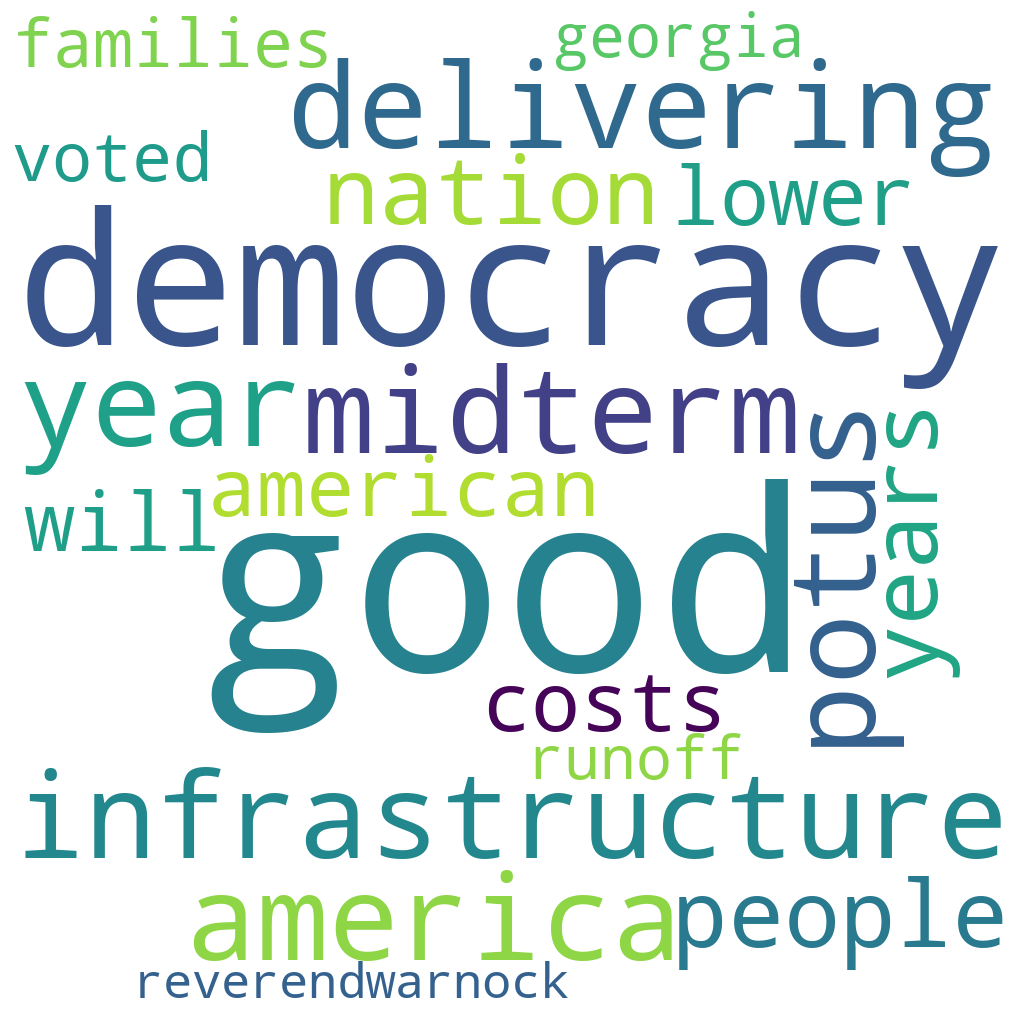 families
georgia
delivering
voted
nation
lower
democracy
year
midterm
potus
years
american
will
good
costs
runoff
infrastructure
america
people
reverendwarnock